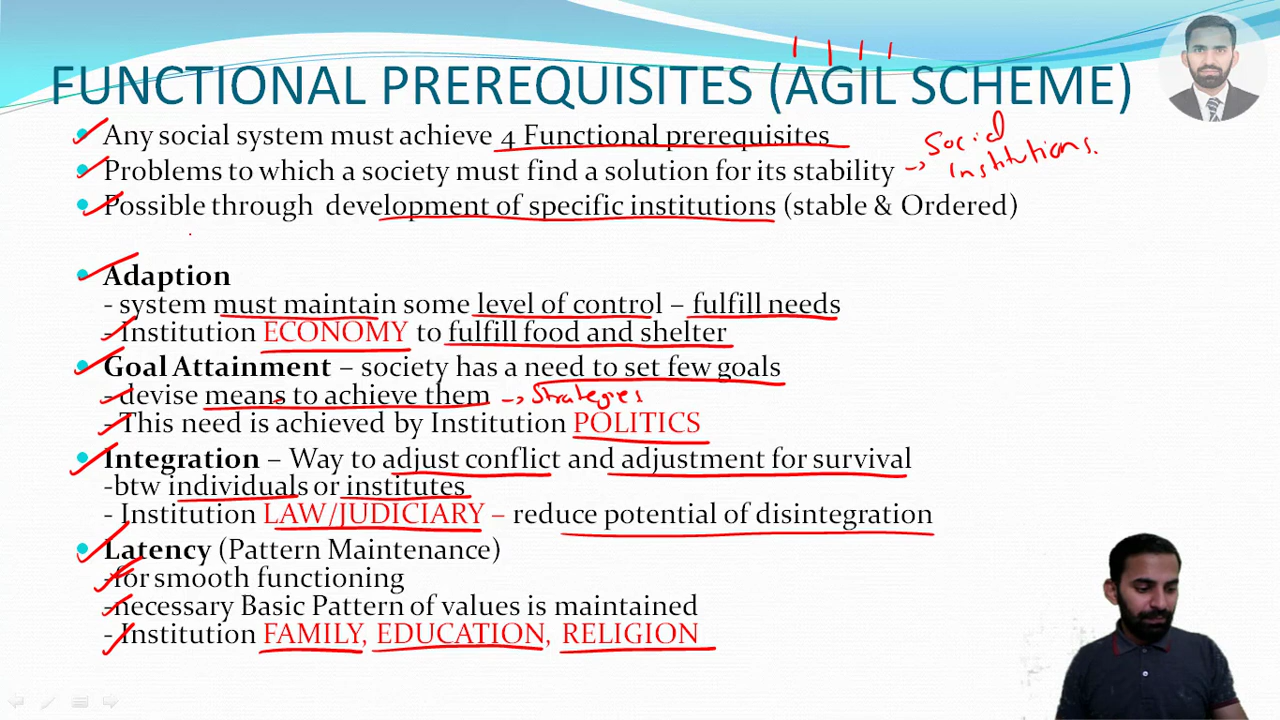 FUNCTIONAL PREREQUISITES (AGIL SCHEME)
Any social system must achieve 4 Functional prerequisites
Problems to which a society must find a solution for its stability → Social Institutions.
Possible through development of specific institutions (stable & Ordered)
Adaption
- system must maintain some level of control – fulfill needs
- Institution ECONOMY to fulfill food and shelter
Goal Attainment – society has a need to set few goals
- devise means to achieve them → Strategies
- This need is achieved by Institution POLITICS
Integration – Way to adjust conflict and adjustment for survival
-btw individuals or institutes
- Institution LAW/JUDICIARY – reduce potential of disintegration
Latency (Pattern Maintenance)
-for smooth functioning
-necessary Basic Pattern of values is maintained
- Institution FAMILY, EDUCATION, RELIGION